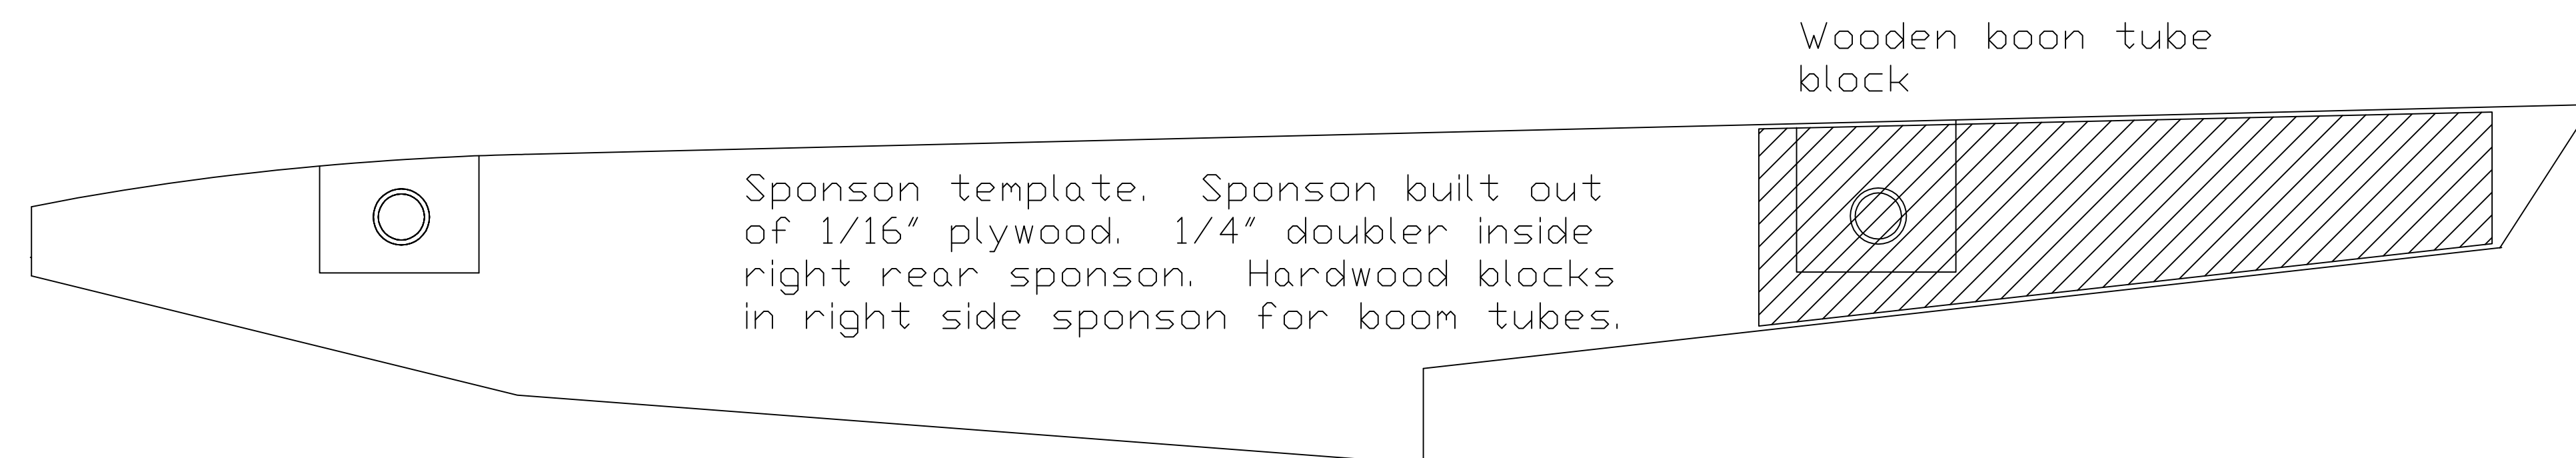 Wooden boon tube
block
Sponson template.  Sponson built out
of 1/16" plywood.  1/4" doubler inside
right rear sponson.  Hardwood blocks
in right side sponson for boom tubes.